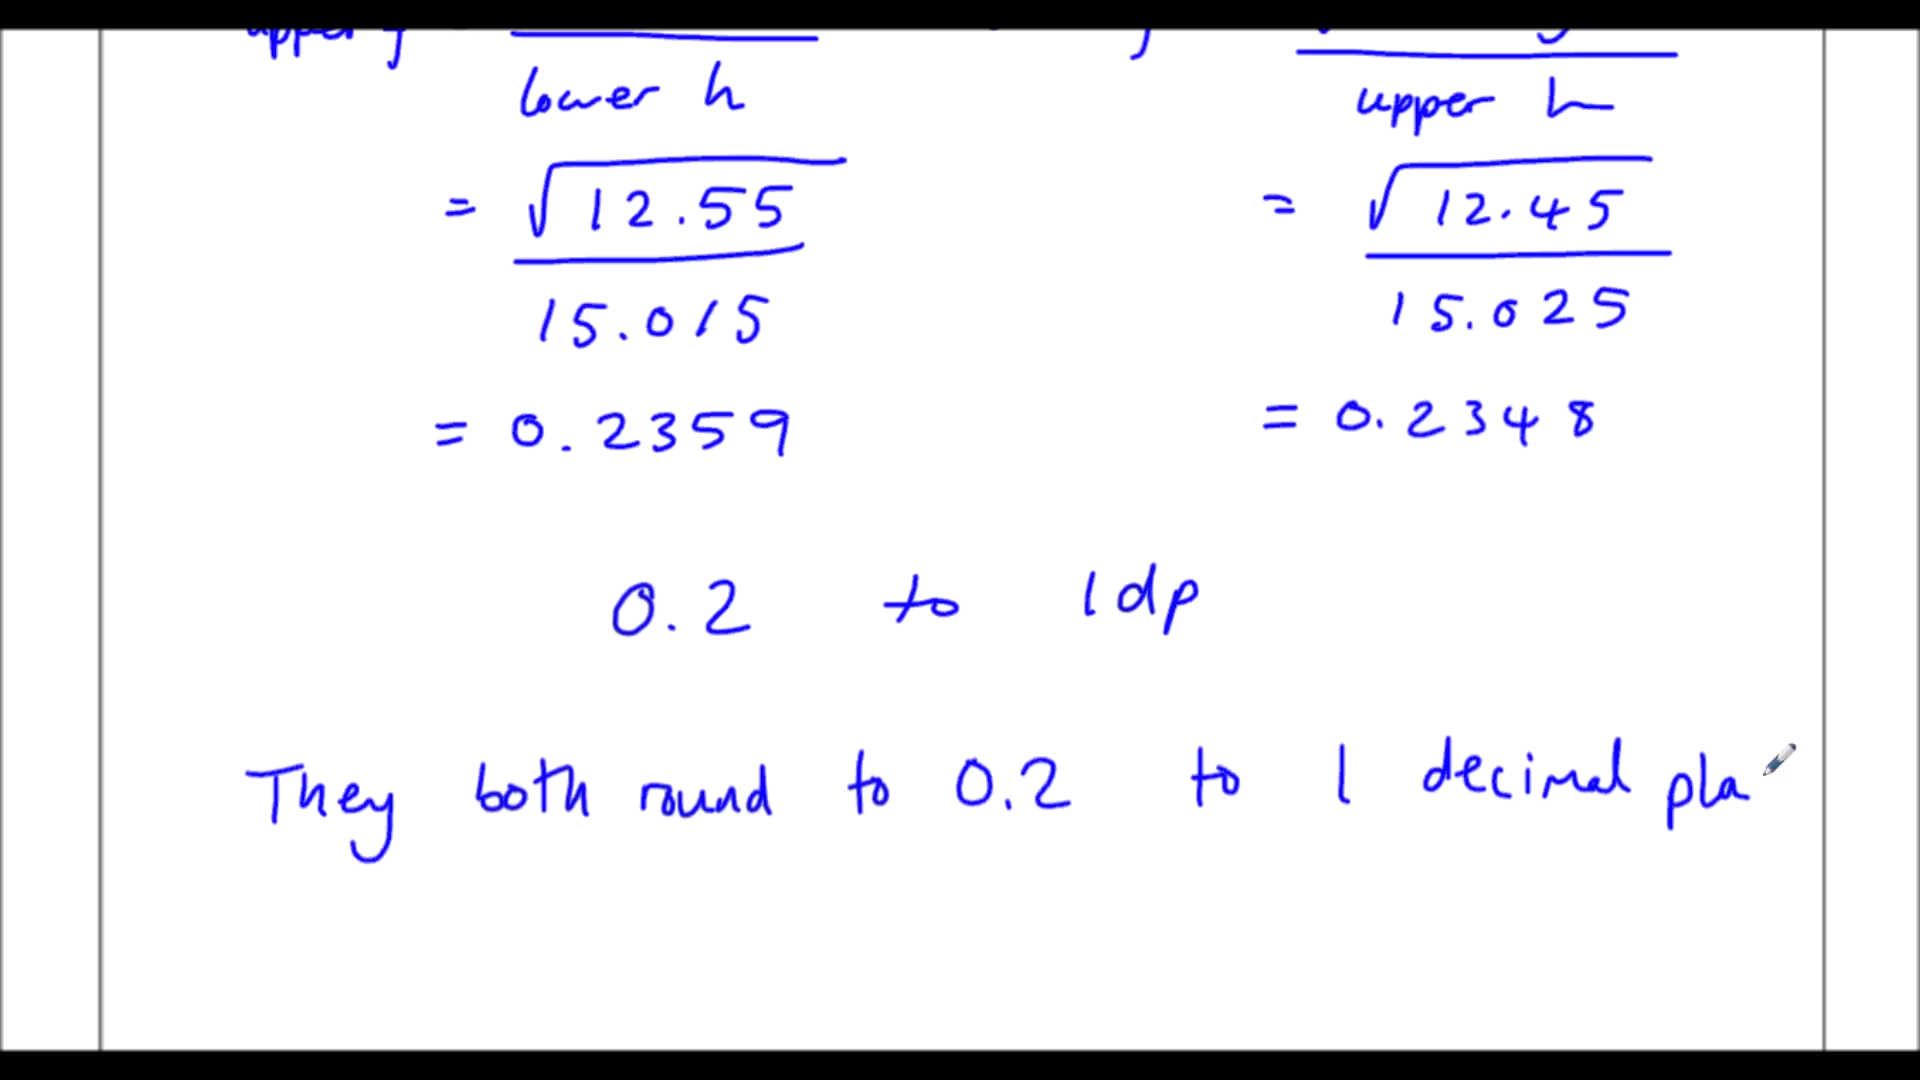 upper f
lower h
upper h
= √12.55
15.015
= √12.45
15.025
= 0.2359
= 0.2348
0.2 to 1dp
They both round to 0.2 to 1 decimal pla